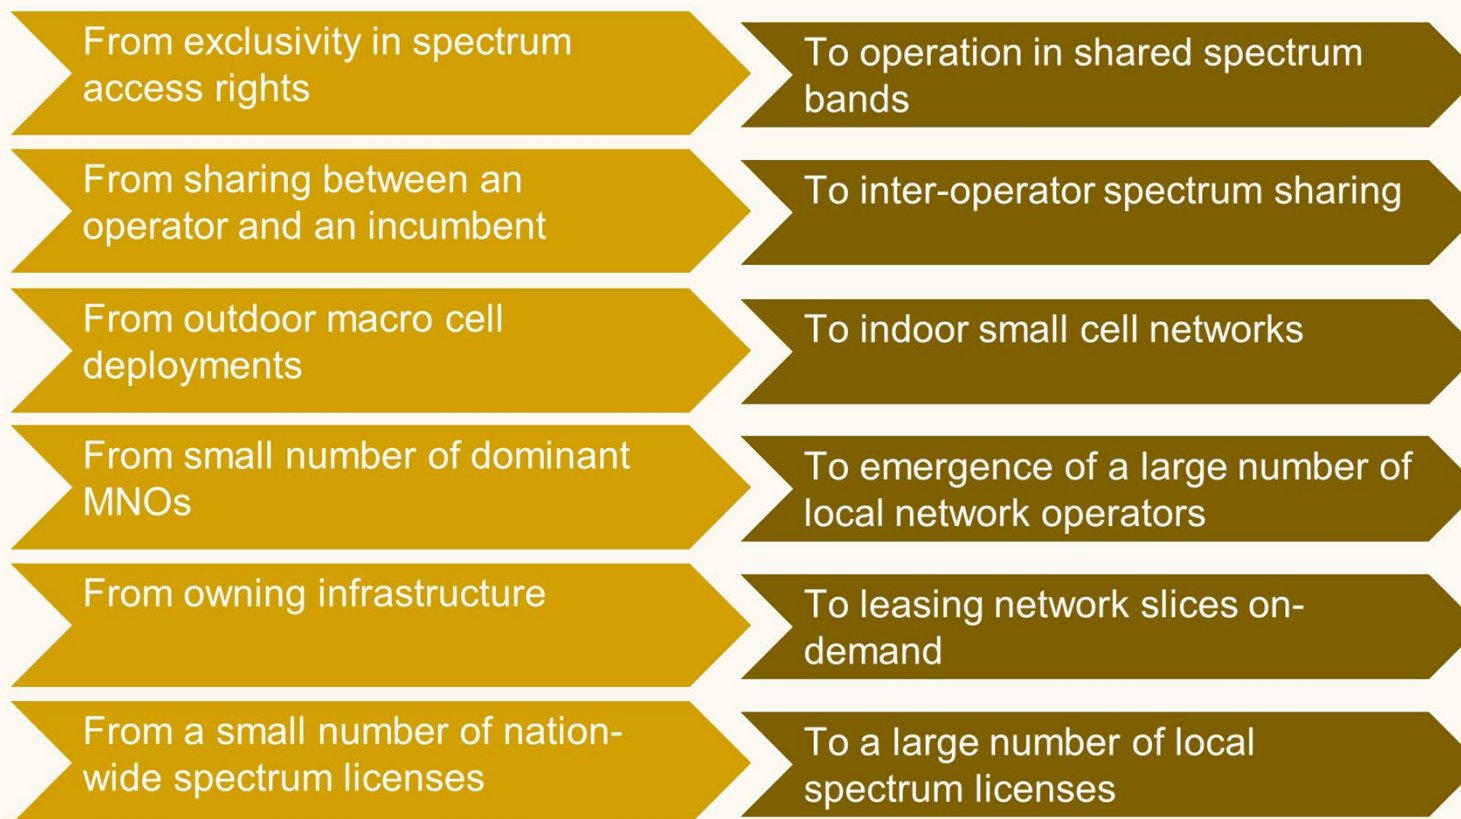 From exclusivity in spectrum
access rights
To operation in shared spectrum
bands
From sharing between an
operator and an incumbent
To inter-operator spectrum sharing
From outdoor macro cell
deployments
To indoor small cell networks
From small number of dominant
MNOs
To emergence of a large number of
local network operators
From owning infrastructure
To leasing network slices on-
demand
From a small number of nation-
wide spectrum licenses
To a large number of local
spectrum licenses